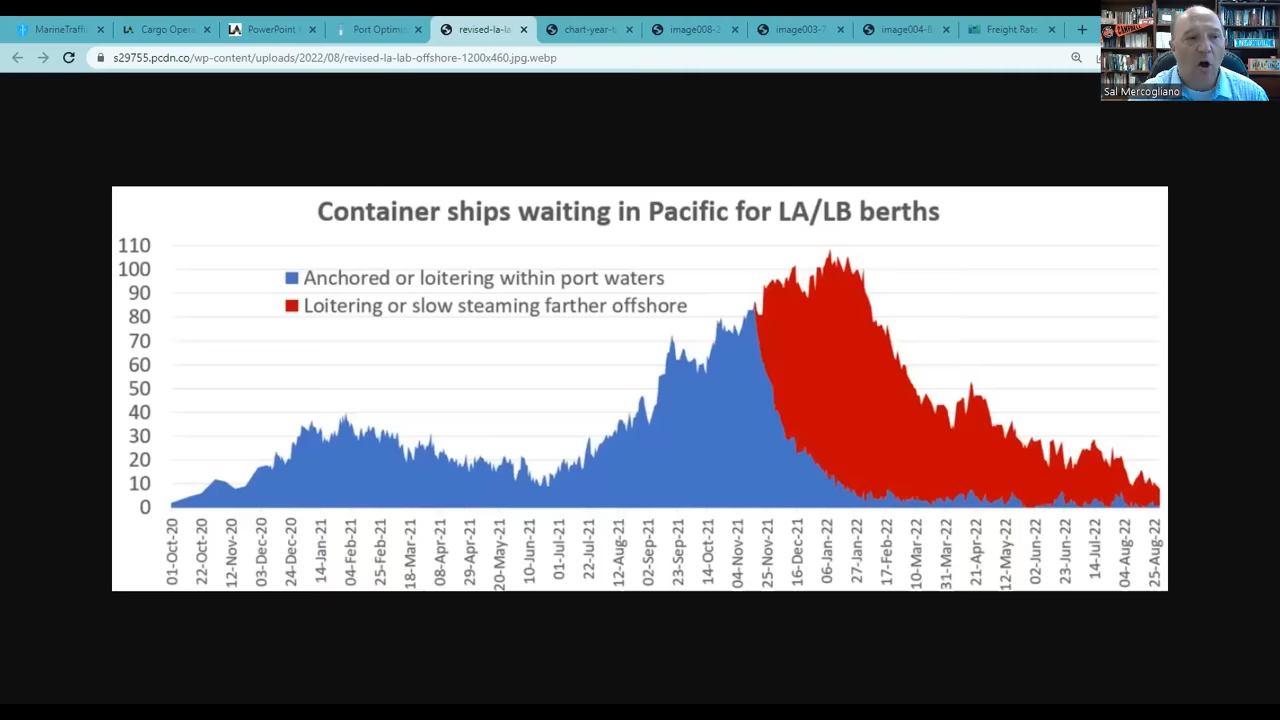 MarineTraffi
Cargo Oper
PowerPoint
Port Optimi
revised-la-la
chart-year-t
image008-2
image003-7
image004-8
Freight Rate
s29755.pcdn.co/wp-content/uploads/2022/08/revised-la-lab-offshore-1200x460.jpg.webp
Sal Mercogliano
Container ships waiting in Pacific for LA/LB berths
Anchored or loitering within port waters
Loitering or slow steaming farther offshore
110
100
90
80
70
60
50
40
30
20
10
0
01-Oct-20
22-Oct-20
12-Nov-20
03-Dec-20
24-Dec-20
14-Jan-21
04-Feb-21
25-Feb-21
18-Mar-21
08-Apr-21
29-Apr-21
20-May-21
10-Jun-21
01-Jul-21
22-Jul-21
12-Aug-21
02-Sep-21
23-Sep-21
14-Oct-21
04-Nov-21
25-Nov-21
16-Dec-21
06-Jan-22
27-Jan-22
17-Feb-22
10-Mar-22
31-Mar-22
21-Apr-22
12-May-22
02-Jun-22
23-Jun-22
14-Jul-22
04-Aug-22
25-Aug-22